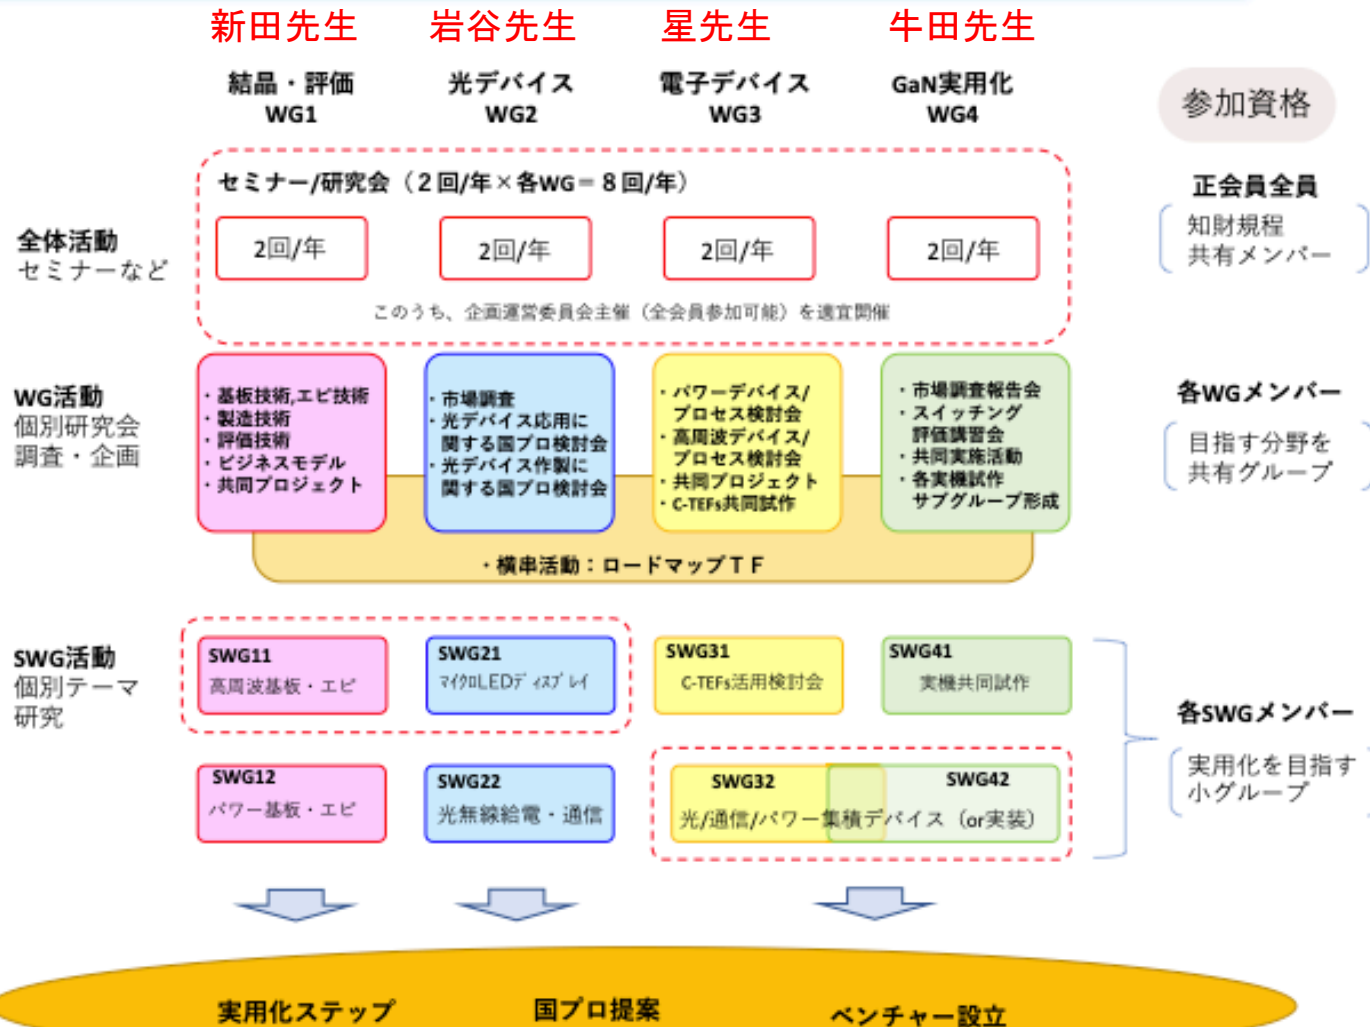 新田先生 岩谷先生 星先生 牛田先生
結晶・評価 光デバイス 電子デバイス GaN実用化
WG1 WG2 WG3 WG4
参加資格
セミナー/研究会（２回/年×各WG＝８回/年）
2回/年 2回/年 2回/年 2回/年
このうち、企画運営委員会主催（全会員参加可能）を適宜開催
全体活動
セミナーなど
正会員全員
知財規程
共有メンバー
WG活動
個別研究会
調査・企画
・基板技術,エピ技術
・製造技術
・評価技術
・ビジネスモデル
・共同プロジェクト
・市場調査
・光デバイス応用に
関する国プロ検討会
・光デバイス作製に
関する国プロ検討会
・パワーデバイス/
プロセス検討会
・高周波デバイス/
プロセス検討会
・共同プロジェクト
・C-TEFs共同試作
・市場調査報告会
・スイッチング
評価講習会
・共同実施活動
・各実機試作
サブグループ形成
各WGメンバー
目指す分野を
共有グループ
・横串活動：ロードマップＴＦ
SWG活動
個別テーマ
研究
SWG11
高周波基板・エピ
SWG21
ﾏｲｸﾛLEDﾃﾞｨｽﾌﾟﾚｲ
SWG31
C-TEFs活用検討会
SWG41
実機共同試作
SWG12
パワー基板・エピ
SWG22
光無線給電・通信
SWG32 SWG42
光/通信/パワー集積デバイス（or実装）
各SWGメンバー
実用化を目指す
小グループ
実用化ステップ 国プロ提案 ベンチャー設立